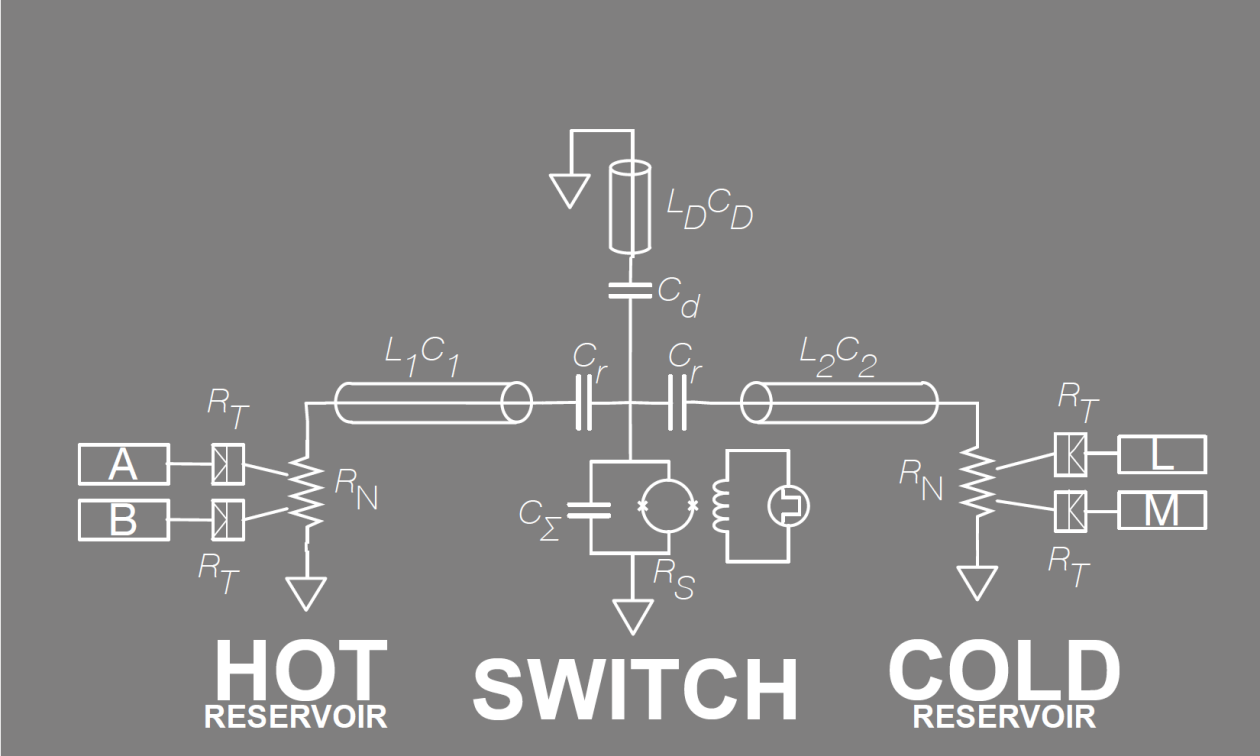 L_DC_D
C_d
L_1C_1
C_r
C_r
L_2C_2
R_T
R_T
A
L
R_N
R_N
B
M
C_Σ
R_T
R_S
R_T
HOT
RESERVOIR
SWITCH
COLD
RESERVOIR